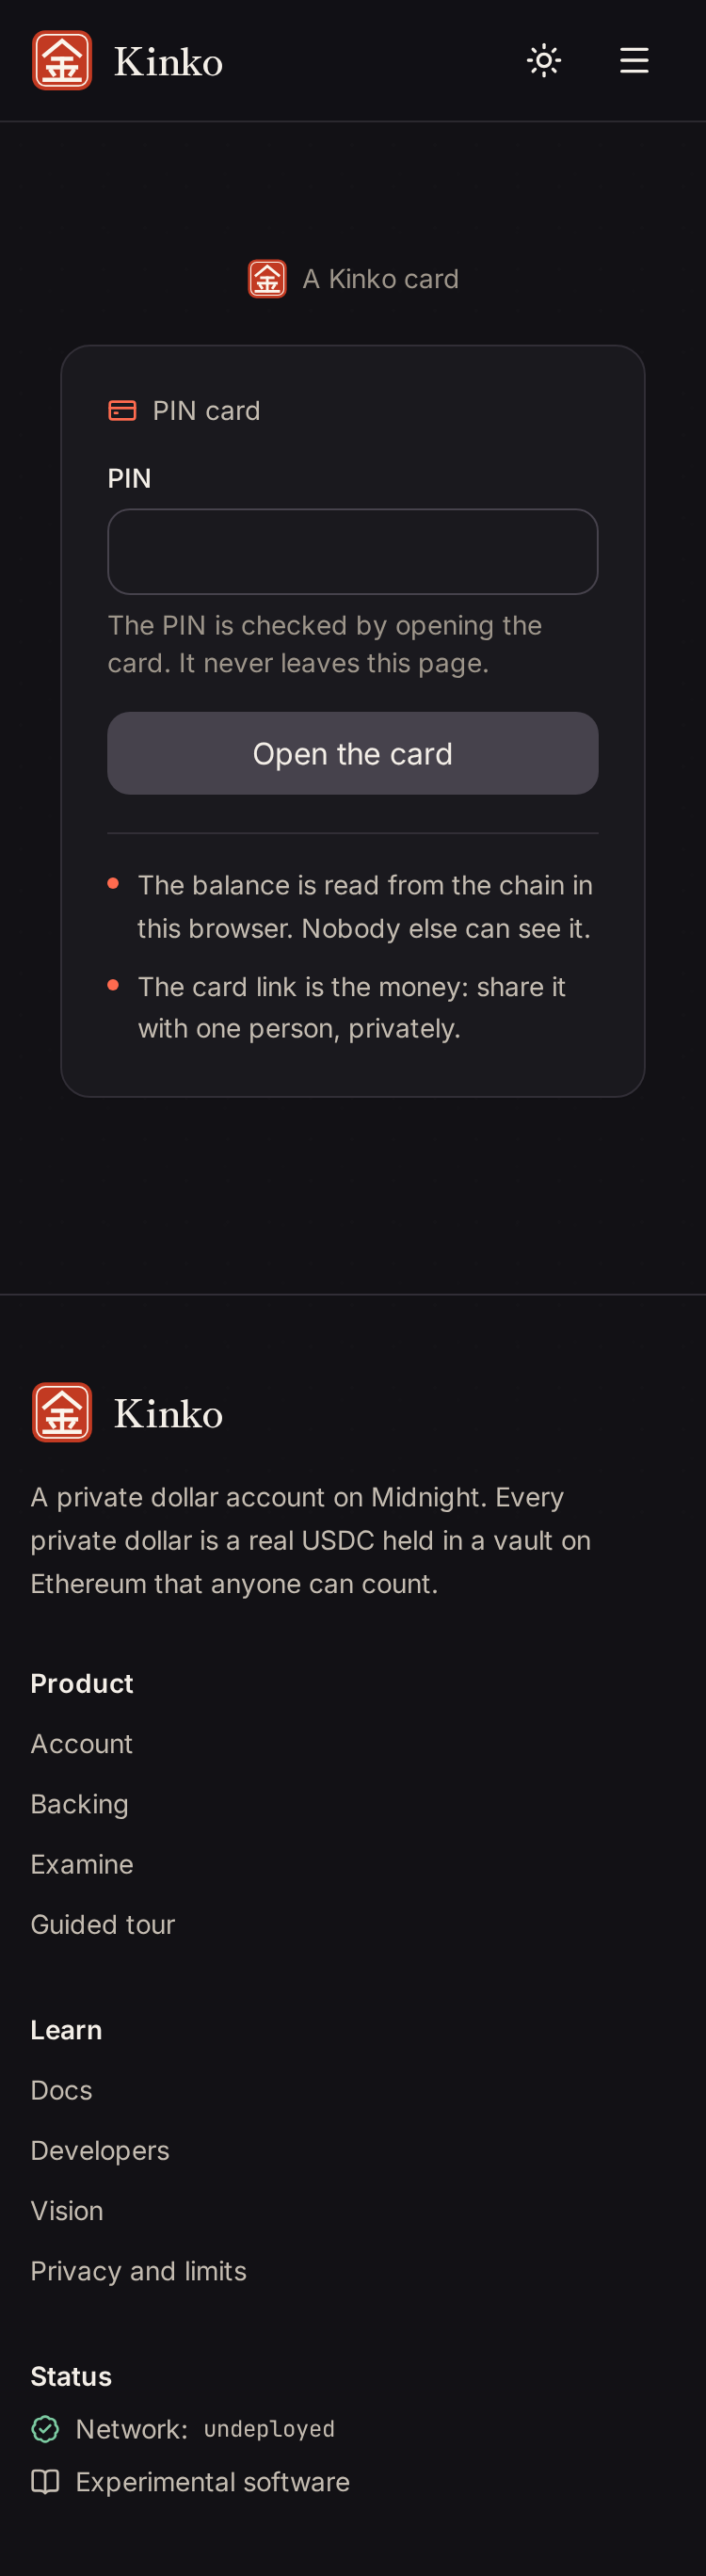 金 Kinko
金 A Kinko card
PIN card
PIN
The PIN is checked by opening the
card. It never leaves this page.
Open the card
The balance is read from the chain in
this browser. Nobody else can see it.
The card link is the money: share it
with one person, privately.
金 Kinko
A private dollar account on Midnight. Every
private dollar is a real USDC held in a vault on
Ethereum that anyone can count.
Product
Account
Backing
Examine
Guided tour
Learn
Docs
Developers
Vision
Privacy and limits
Status
Network: undeployed
Experimental software